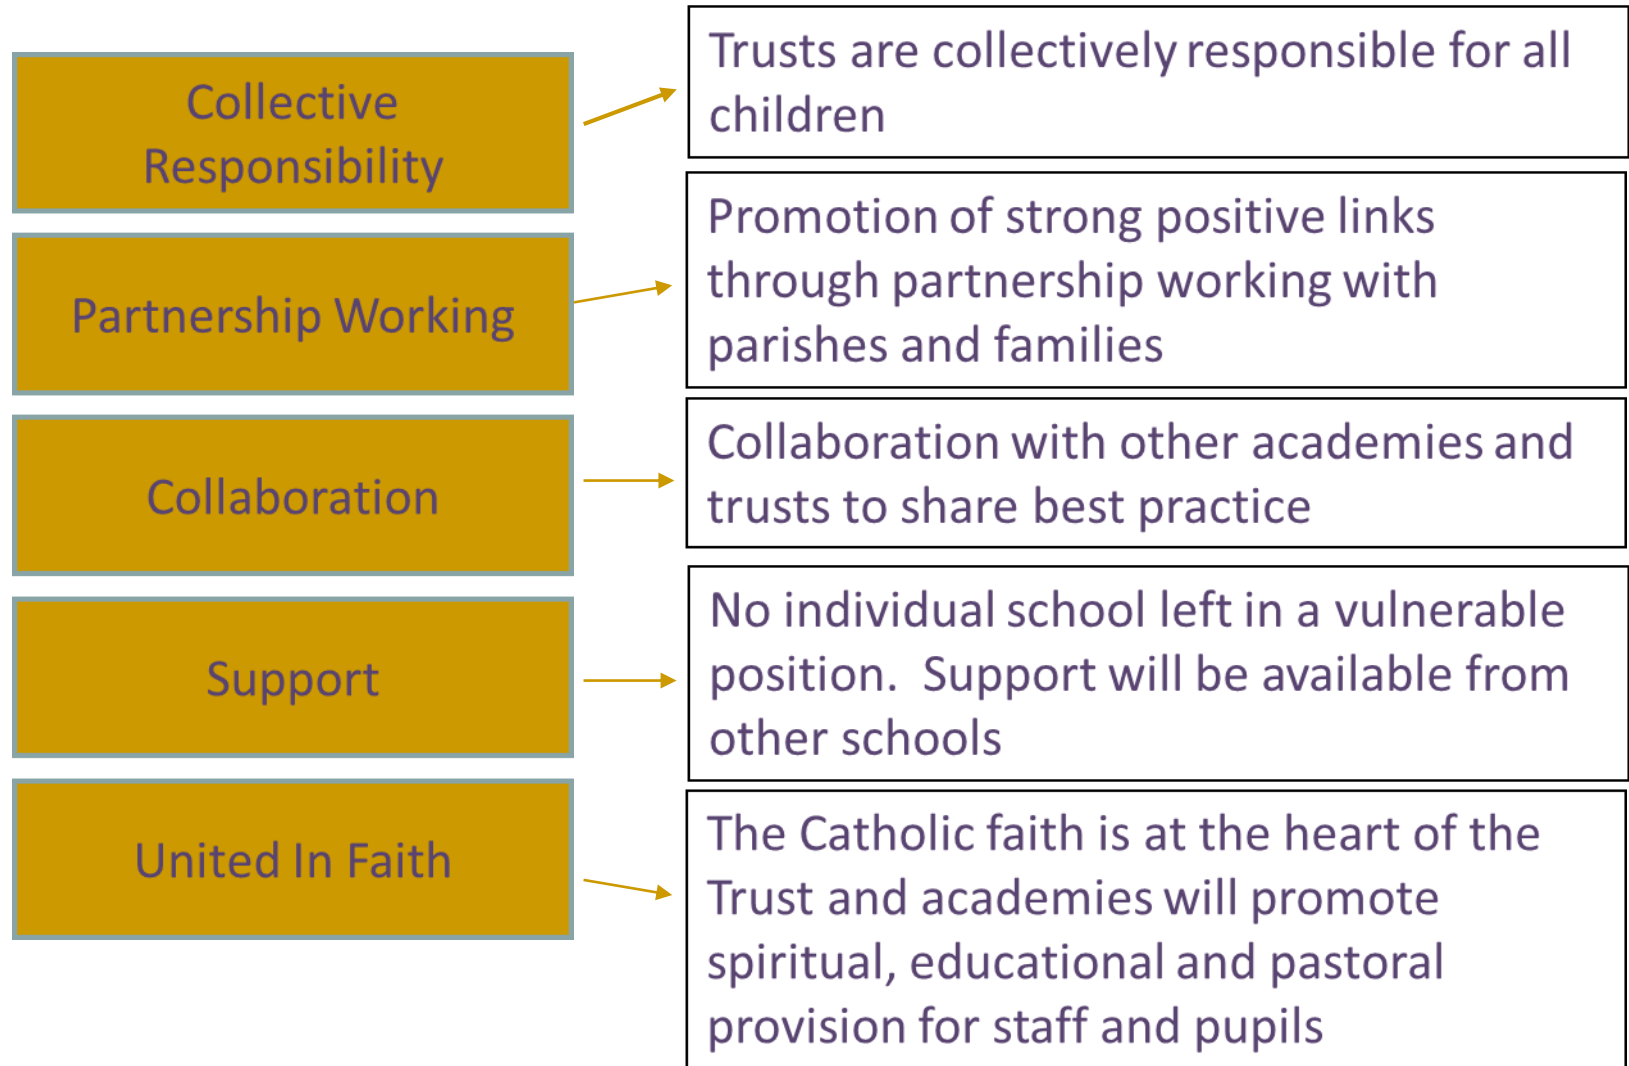 Collective
Responsibility
Trusts are collectively responsible for all
children
Partnership Working
Promotion of strong positive links
through partnership working with
parishes and families
Collaboration
Collaboration with other academies and
trusts to share best practice
Support
No individual school left in a vulnerable
position.  Support will be available from
other schools
United In Faith
The Catholic faith is at the heart of the
Trust and academies will promote
spiritual, educational and pastoral
provision for staff and pupils